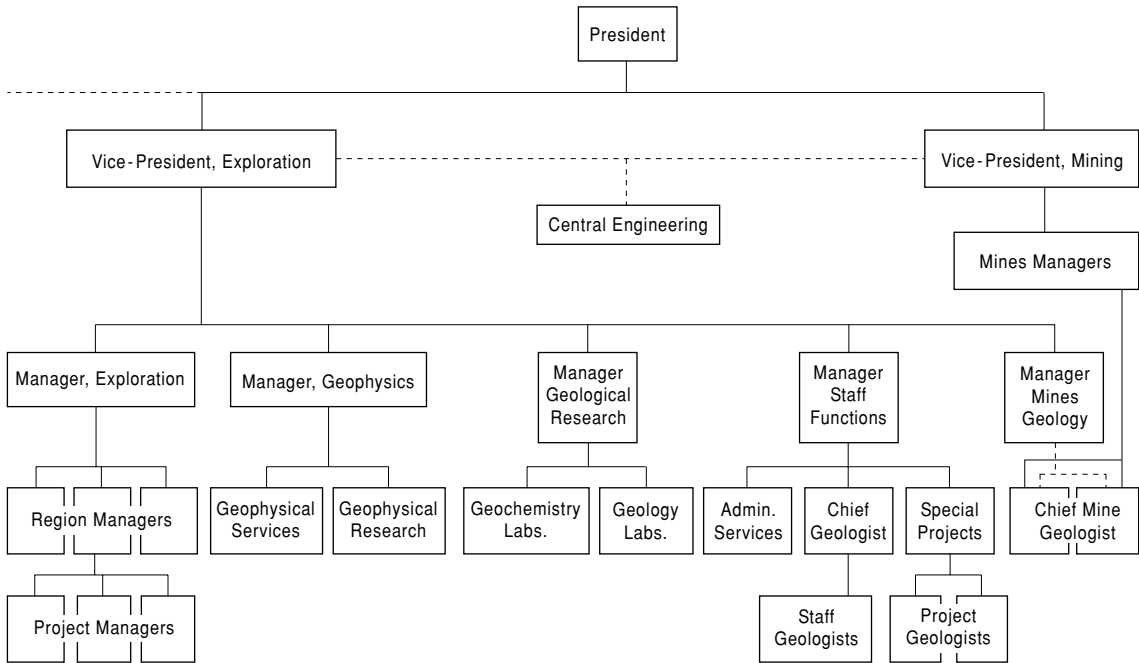 President
Vice-President, Exploration
Vice-President, Mining
Central Engineering
Mines Managers
Manager, Exploration
Manager, Geophysics
Manager
Geological
Research
Manager
Staff
Functions
Manager
Mines
Geology
Region Managers
Geophysical
Services
Geophysical
Research
Geochemistry
Labs.
Geology
Labs.
Admin.
Services
Chief
Geologist
Special
Projects
Chief Mine
Geologist
Project Managers
Staff
Geologists
Project
Geologists